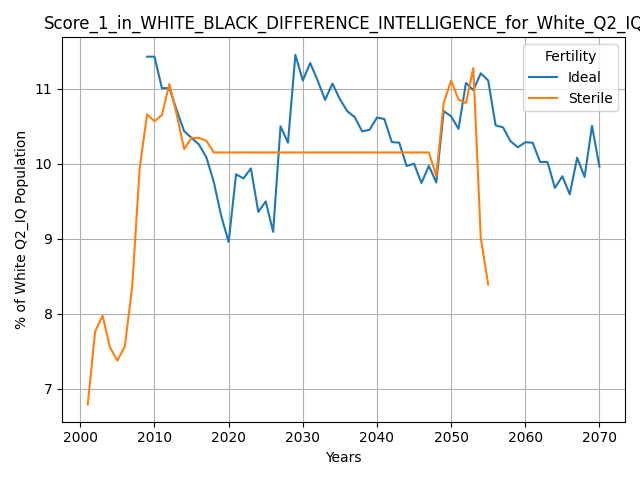 Score_1_in_WHITE_BLACK_DIFFERENCE_INTELLIGENCE_for_White_Q2_IQ
Fertility
Ideal
Sterile
% of White Q2_IQ Population
11
10
9
8
7
2000 2010 2020 2030 2040 2050 2060 2070
Years